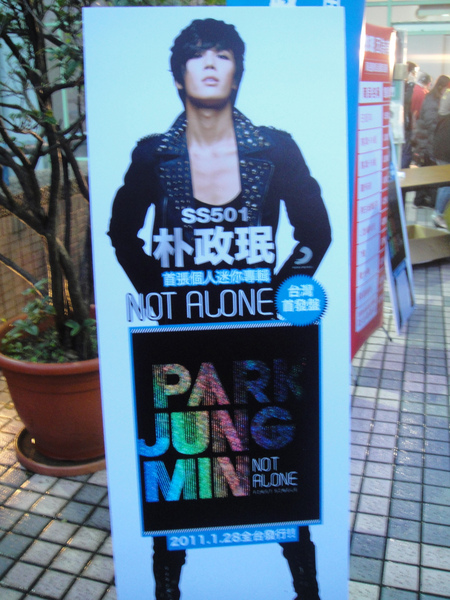 SS501
朴政珉
首張個人迷你專輯
NOT ALONE
台灣
首發盤
PARK
JUNG
MIN
NOT
ALONE
2011.1.28全台發行!!